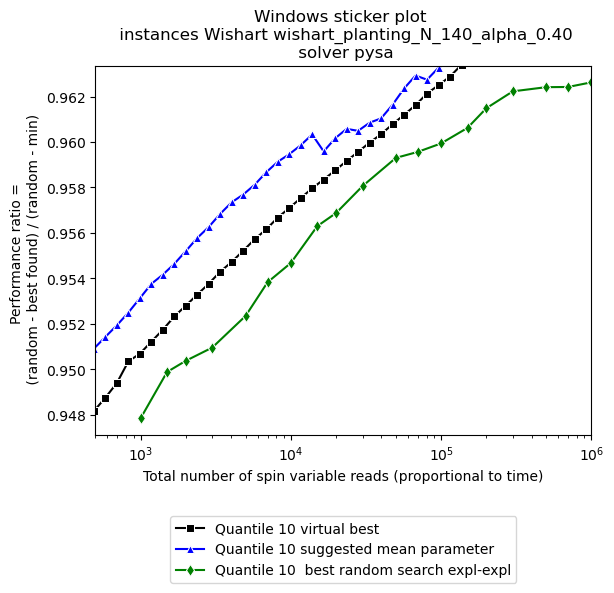 Windows sticker plot
instances Wishart wishart_planting_N_140_alpha_0.40
solver pysa
Performance ratio =
(random - best found) / (random - min)
0.962
0.960
0.958
0.956
0.954
0.952
0.950
0.948
10³
10⁴
10⁵
10⁶
Total number of spin variable reads (proportional to time)
Quantile 10 virtual best
Quantile 10 suggested mean parameter
Quantile 10  best random search expl-expl